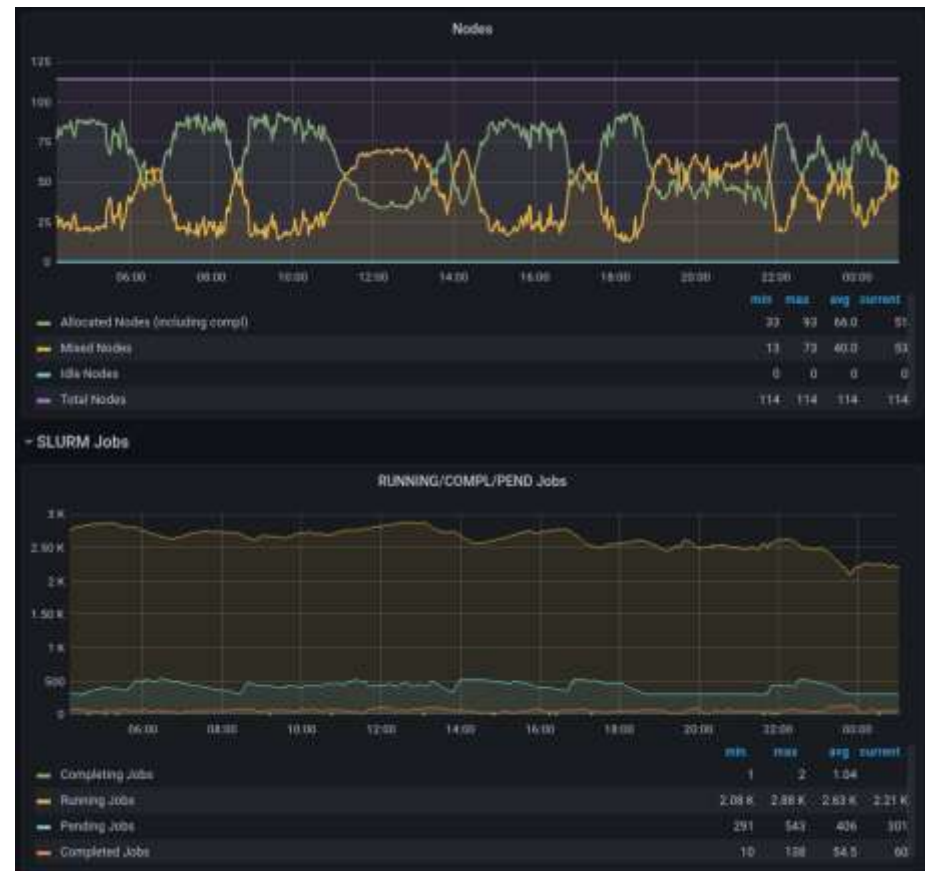 Nodes
125
100
75
50
25
0
06:00 08:00 10:00 12:00 14:00 16:00 18:00 20:00 22:00 00:00
min max avg current
Allocated Nodes (including compl) 33 93 66.0 51
Mixed Nodes 13 73 40.0 53
Idle Nodes 0 0 0 0
Total Nodes 114 114 114 114
SLURM Jobs
RUNNING/COMPL/PEND Jobs
3 K
2.50 K
2 K
1.50 K
1 K
500
0
06:00 08:00 10:00 12:00 14:00 16:00 18:00 20:00 22:00 00:00
min max avg current
Completing Jobs 1 2 1.04
Running Jobs 2.08 K 2.88 K 2.63 K 2.21 K
Pending Jobs 291 543 406 301
Completed Jobs 10 138 54.5 60